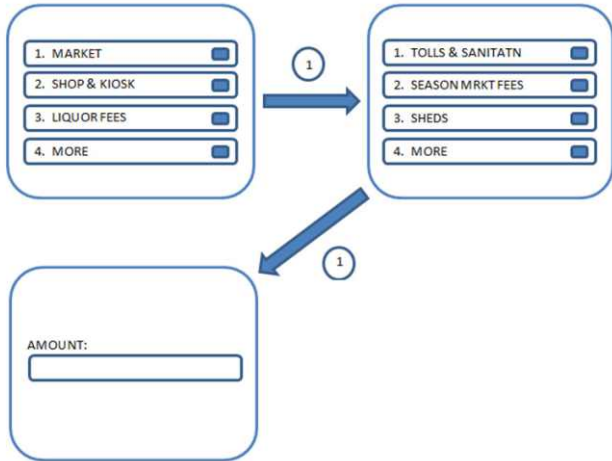 1. MARKET
2. SHOP & KIOSK
3. LIQUOR FEES
4. MORE
1
1. TOLLS & SANITATN
2. SEASON MRKT FEES
3. SHEDS
4. MORE
1
AMOUNT: